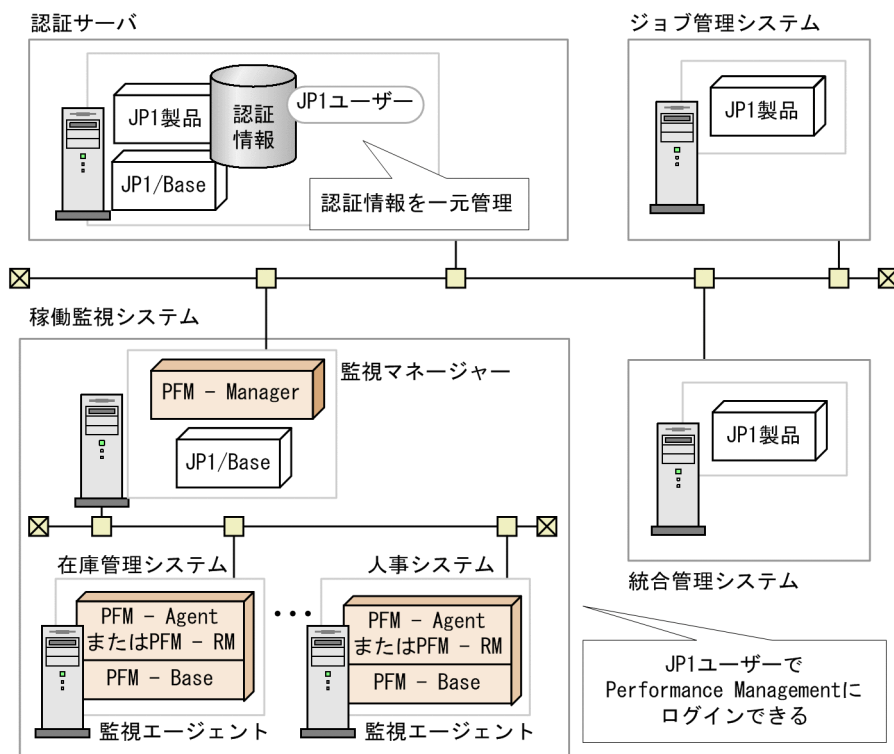 認証サーバ
ジョブ管理システム
JP1製品
認証
情報
JP1ユーザー
JP1/Base
認証情報を一元管理
JP1製品
稼働監視システム
監視マネージャー
PFM − Manager
JP1/Base
JP1製品
統合管理システム
在庫管理システム
人事システム
PFM − Agent
またはPFM − RM
PFM − Base
監視エージェント
・・・
PFM − Agent
またはPFM − RM
PFM − Base
監視エージェント
JP1ユーザーで
Performance Managementに
ログインできる